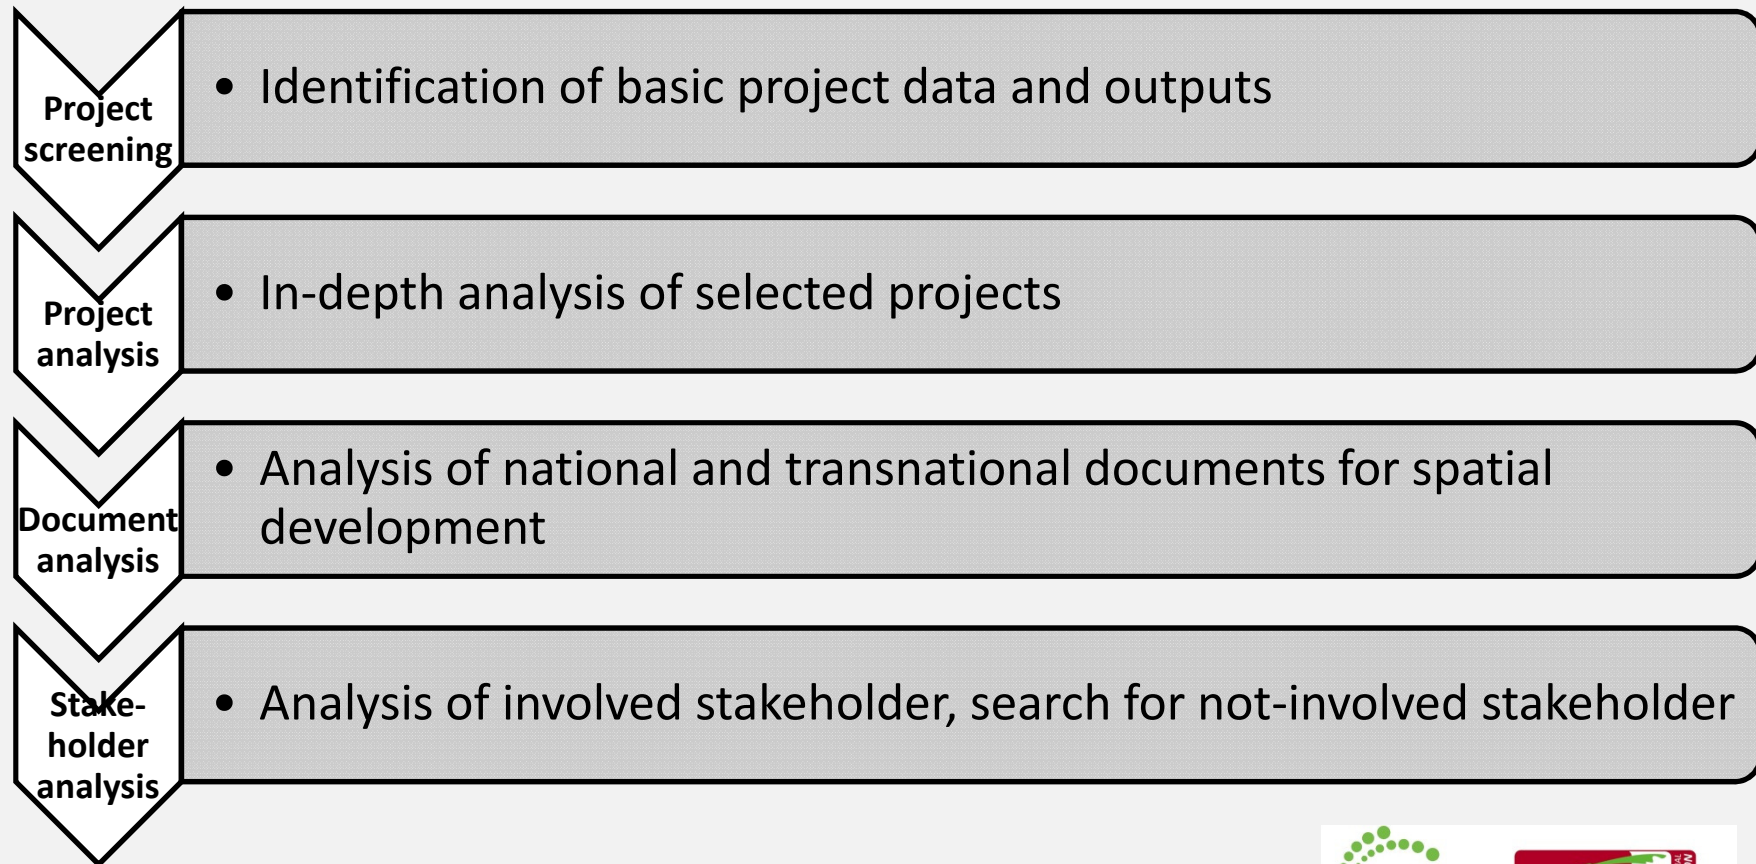 Project
screening
• Identification of basic project data and outputs
Project
analysis
• In-depth analysis of selected projects
Document
analysis
• Analysis of national and transnational documents for spatial
development
Stake-
holder
analysis
• Analysis of involved stakeholder, search for not-involved stakeholder